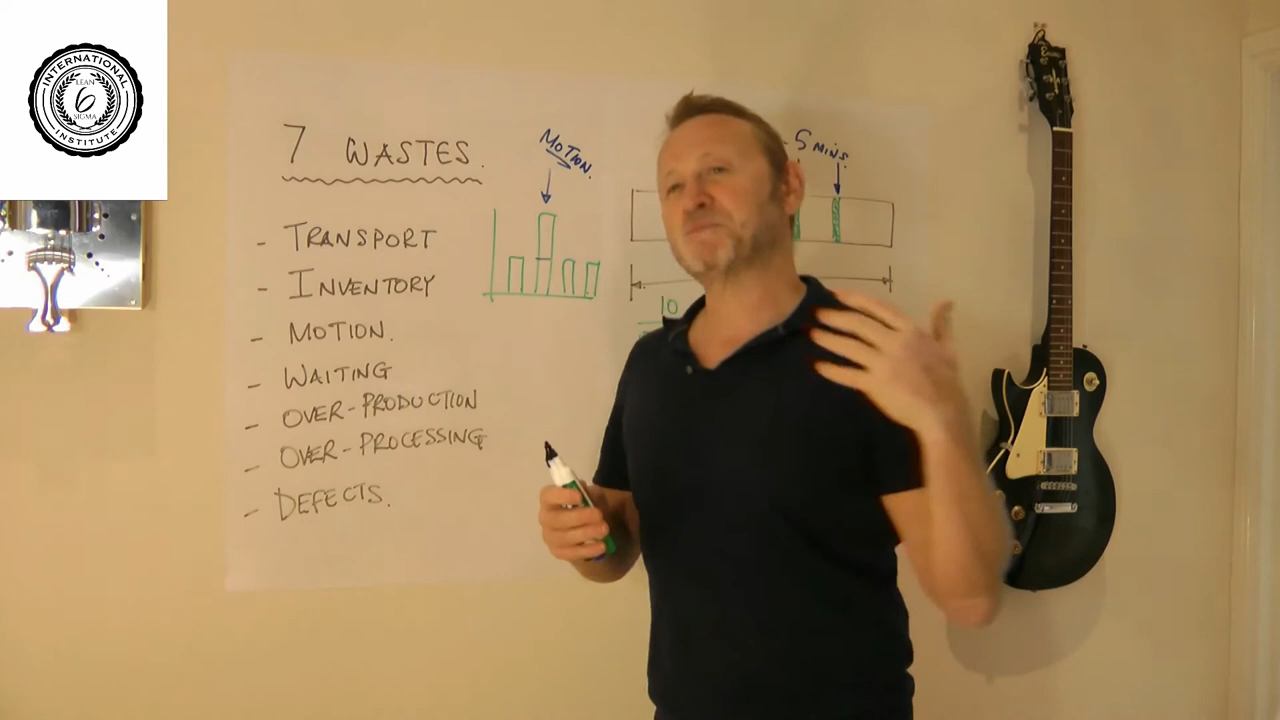 INTERNATIONAL
LEAN
6
SIGMA
INSTITUTE
7 WASTES.
- TRANSPORT
- INVENTORY
- MOTION.
- WAITING
- OVER-PRODUCTION
- OVER-PROCESSING
- DEFECTS.
MOTION.
5 MINS.
10